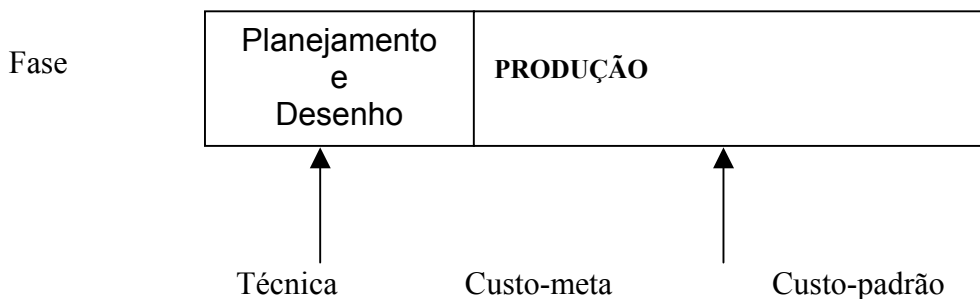 Fase
Planejamento
e
Desenho
PRODUÇÃO
Técnica Custo-meta Custo-padrão